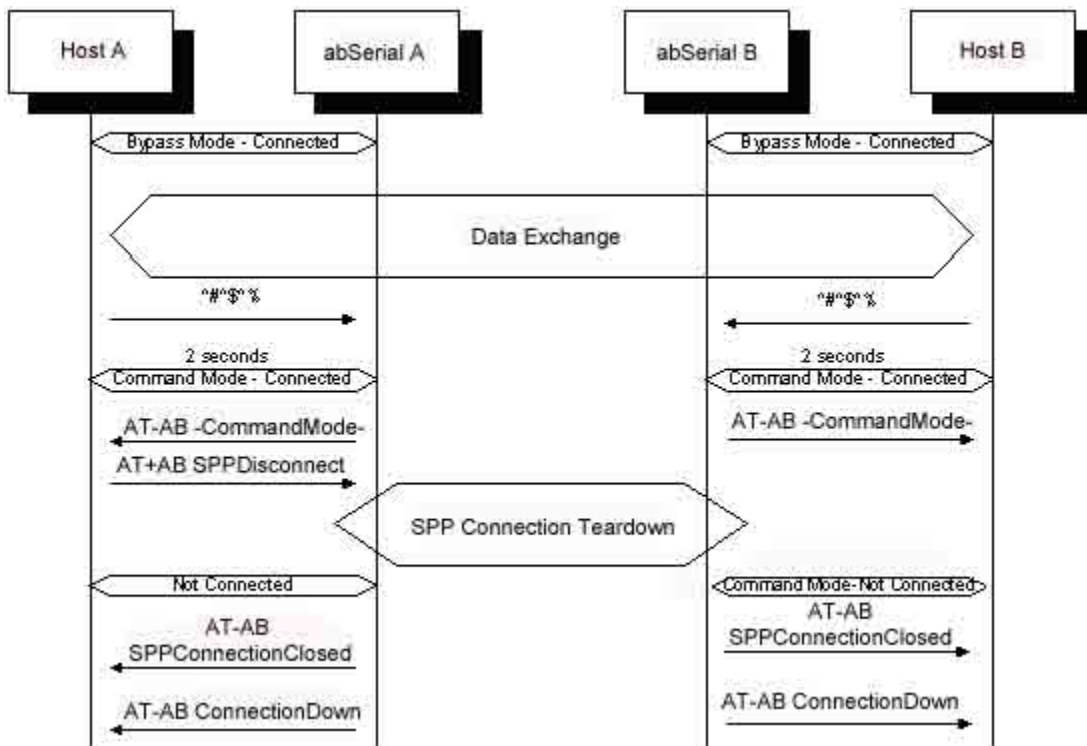 Host A
abSerial A
abSerial B
Host B
Bypass Mode - Connected
Bypass Mode - Connected
Data Exchange
^#^$^%
^#^$^%
2 seconds
2 seconds
Command Mode - Connected
Command Mode - Connected
AT-AB -CommandMode-
AT-AB -CommandMode-
AT+AB SPPDisconnect
SPP Connection Teardown
Not Connected
Command Mode-Not Connected
AT-AB
SPPConnectionClosed
AT-AB
SPPConnectionClosed
AT-AB ConnectionDown
AT-AB ConnectionDown